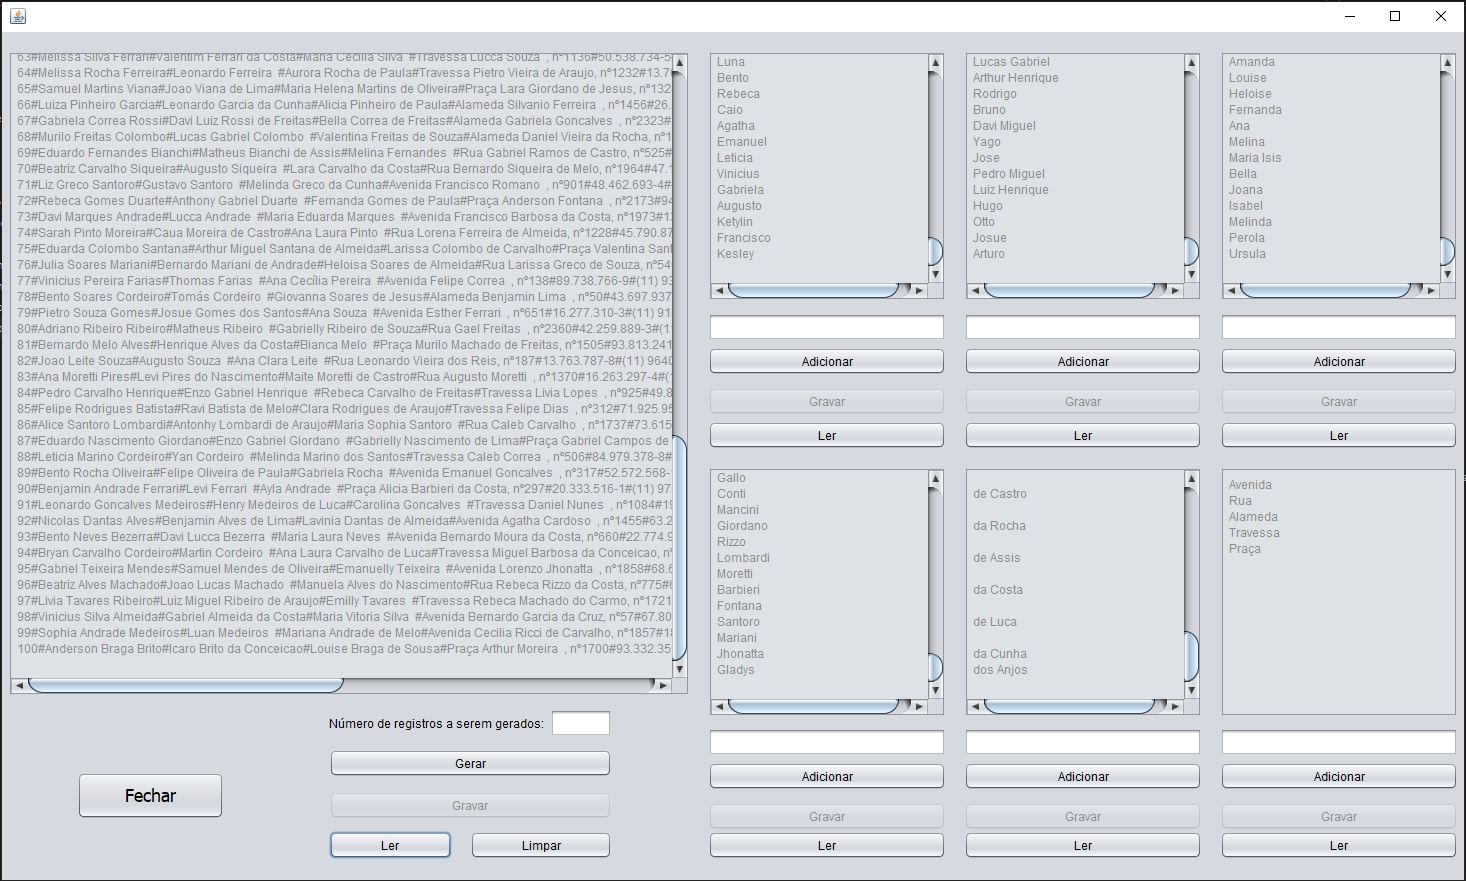 63#Melissa Silva Ferrari#Valentim Ferrari da Costa#Maria Cecilia Silva  #Travessa Lucca Souza  , nº1136#50.538.734-5
64#Melissa Rocha Ferreira#Leonardo Ferreira  #Aurora Rocha de Paula#Travessa Pietro Vieira de Araujo, nº1232#13.7
65#Samuel Martins Viana#Joao Viana de Lima#Maria Helena Martins de Oliveira#Praça Lara Giordano de Jesus, nº132
66#Luiza Pinheiro Garcia#Leonardo Garcia da Cunha#Alicia Pinheiro de Paula#Alameda Silvanio Ferreira  , nº1456#26.
67#Gabriela Correa Rossi#Davi Luiz Rossi de Freitas#Bella Correa de Freitas#Alameda Gabriela Goncalves  , nº2323#
68#Murilo Freitas Colombo#Lucas Gabriel Colombo  #Valentina Freitas de Souza#Alameda Daniel Vieira da Rocha, nº1
69#Eduardo Fernandes Bianchi#Matheus Bianchi de Assis#Melina Fernandes  #Rua Gabriel Ramos de Castro, nº525#
70#Beatriz Carvalho Siqueira#Augusto Siqueira  #Lara Carvalho da Costa#Rua Bernardo Siqueira de Melo, nº1964#47.
71#Liz Greco Santoro#Gustavo Santoro  #Melinda Greco da Cunha#Avenida Francisco Romano  , nº901#48.462.693-4#
72#Rebeca Gomes Duarte#Anthony Gabriel Duarte  #Fernanda Gomes de Paula#Praça Anderson Fontana  , nº2173#94
73#Davi Marques Andrade#Lucca Andrade  #Maria Eduarda Marques  #Avenida Francisco Barbosa da Costa, nº1973#1
74#Sarah Pinto Moreira#Caua Moreira de Castro#Ana Laura Pinto  #Rua Lorena Ferreira de Almeida, nº1228#45.790.87
75#Eduarda Colombo Santana#Arthur Miguel Santana de Almeida#Larissa Colombo de Carvalho#Praça Valentina Sant
76#Julia Soares Mariani#Bernardo Mariani de Andrade#Heloisa Soares de Almeida#Rua Larissa Greco de Souza, nº54
77#Vinicius Pereira Farias#Thomas Farias  #Ana Cecília Pereira  #Avenida Felipe Correa  , nº138#89.738.766-9#(11) 93
78#Bento Soares Cordeiro#Tomás Cordeiro  #Giovanna Soares de Jesus#Alameda Benjamin Lima  , nº50#43.697.937
79#Pietro Souza Gomes#Josue Gomes dos Santos#Ana Souza  #Avenida Esther Ferrari  , nº651#16.277.310-3#(11) 91
80#Adriano Ribeiro Ribeiro#Matheus Ribeiro  #Gabrielly Ribeiro de Souza#Rua Gael Freitas  , nº2360#42.259.889-3#(1
81#Bernardo Melo Alves#Henrique Alves da Costa#Bianca Melo  #Praça Murilo Machado de Freitas, nº1505#93.813.241
82#Joao Leite Souza#Augusto Souza  #Ana Clara Leite  #Rua Leonardo Vieira dos Reis, nº187#13.763.787-8#(11) 9640
83#Ana Moretti Pires#Levi Pires do Nascimento#Maite Moretti de Castro#Rua Augusto Moretti  , nº1370#16.263.297-4#(
84#Pedro Carvalho Henrique#Enzo Gabriel Henrique  #Rebeca Carvalho de Freitas#Travessa Livia Lopes  , nº925#49.8
85#Felipe Rodrigues Batista#Ravi Batista de Melo#Clara Rodrigues de Araujo#Travessa Felipe Dias  , nº312#71.925.95
86#Alice Santoro Lombardi#Antonhy Lombardi de Araujo#Maria Sophia Santoro  #Rua Caleb Carvalho  , nº1737#73.615
87#Eduardo Nascimento Giordano#Enzo Gabriel Giordano  #Gabrielly Nascimento de Lima#Praça Gabriel Campos de
88#Leticia Marino Cordeiro#Yan Cordeiro  #Melinda Marino dos Santos#Travessa Caleb Correa  , nº506#84.979.378-8#
89#Bento Rocha Oliveira#Felipe Oliveira de Paula#Gabriela Rocha  #Avenida Emanuel Goncalves  , nº317#52.572.568-
90#Benjamin Andrade Ferrari#Levi Ferrari  #Ayla Andrade  #Praça Alicia Barbieri da Costa, nº297#20.333.516-1#(11) 97
91#Leonardo Goncalves Medeiros#Henry Medeiros de Luca#Carolina Goncalves  #Travessa Daniel Nunes  , nº1084#19
92#Nicolas Dantas Alves#Benjamin Alves de Lima#Lavinia Dantas de Almeida#Avenida Agatha Cardoso  , nº1455#63.2
93#Bento Neves Bezerra#Davi Lucca Bezerra  #Maria Laura Neves  #Avenida Bernardo Moura da Costa, nº660#22.774.9
94#Bryan Carvalho Cordeiro#Martin Cordeiro  #Ana Laura Carvalho de Luca#Travessa Miguel Barbosa da Conceicao, n
95#Gabriel Teixeira Mendes#Samuel Mendes de Oliveira#Emanuelly Teixeira  #Avenida Lorenzo Jhonatta  , nº1858#68.6
96#Beatriz Alves Machado#Joao Lucas Machado  #Manuela Alves do Nascimento#Rua Rebeca Rizzo da Costa, nº775#6
97#Livia Tavares Ribeiro#Luiz Miguel Ribeiro de Araujo#Emilly Tavares  #Travessa Rebeca Machado do Carmo, nº1721
98#Vinicius Silva Almeida#Gabriel Almeida da Costa#Maria Vitoria Silva  #Avenida Bernardo Garcia da Cruz, nº57#67.80
99#Sophia Andrade Medeiros#Luan Medeiros  #Mariana Andrade de Melo#Avenida Cecilia Ricci de Carvalho, nº1857#18
100#Anderson Braga Brito#Icaro Brito da Conceicao#Louise Braga de Sousa#Praça Arthur Moreira  , nº1700#93.332.35
Número de registros a serem gerados:
Gerar
Fechar
Gravar
Ler
Limpar
Luna
Bento
Rebeca
Caio
Agatha
Emanuel
Leticia
Vinicius
Gabriela
Augusto
Ketylin
Francisco
Kesley
Adicionar
Gravar
Ler
Lucas Gabriel
Arthur Henrique
Rodrigo
Bruno
Davi Miguel
Yago
Jose
Pedro Miguel
Luiz Henrique
Hugo
Otto
Josue
Arturo
Adicionar
Gravar
Ler
Amanda
Louise
Heloise
Fernanda
Ana
Melina
Maria Isis
Bella
Joana
Isabel
Melinda
Perola
Ursula
Adicionar
Gravar
Ler
Gallo
Conti
Mancini
Giordano
Rizzo
Lombardi
Moretti
Barbieri
Fontana
Santoro
Mariani
Jhonatta
Gladys
Adicionar
Gravar
Ler
de Castro
da Rocha
de Assis
da Costa
de Luca
da Cunha
dos Anjos
Adicionar
Gravar
Ler
Avenida
Rua
Alameda
Travessa
Praça
Adicionar
Gravar
Ler